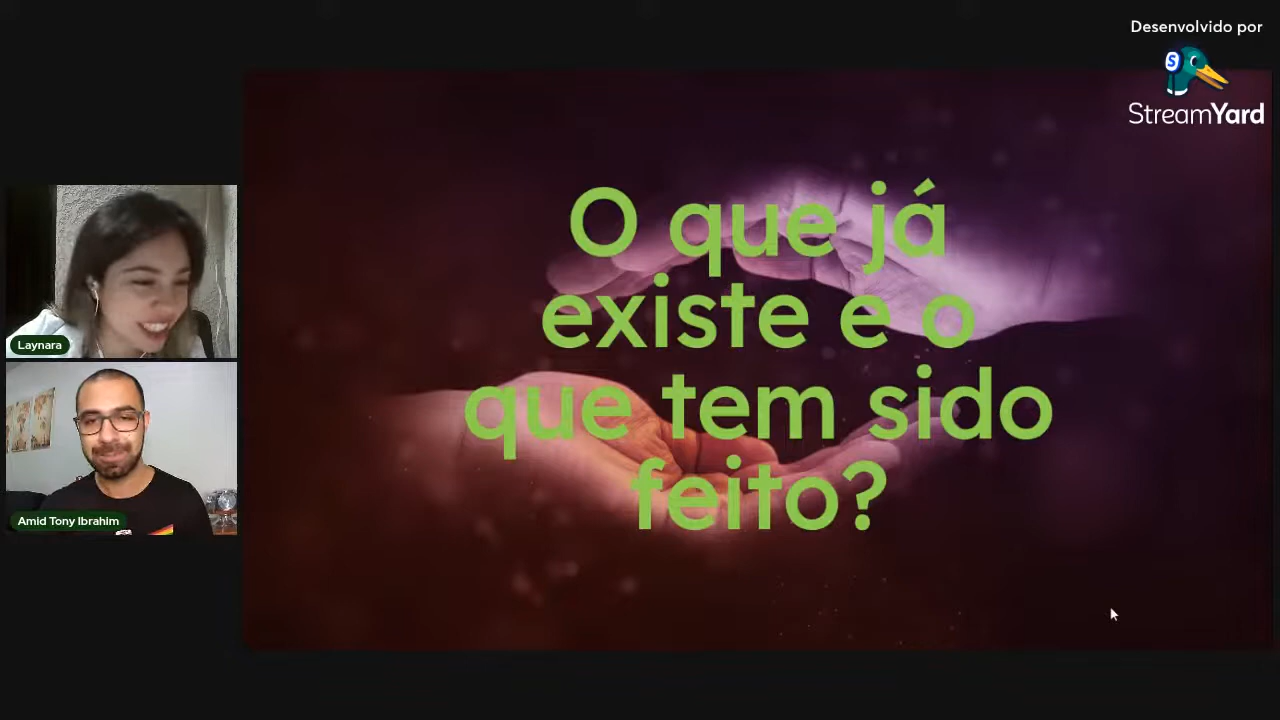 Desenvolvido por
StreamYard
O que já
existe e o
que tem sido
feito?
Laynara
Amid Tony Ibrahim